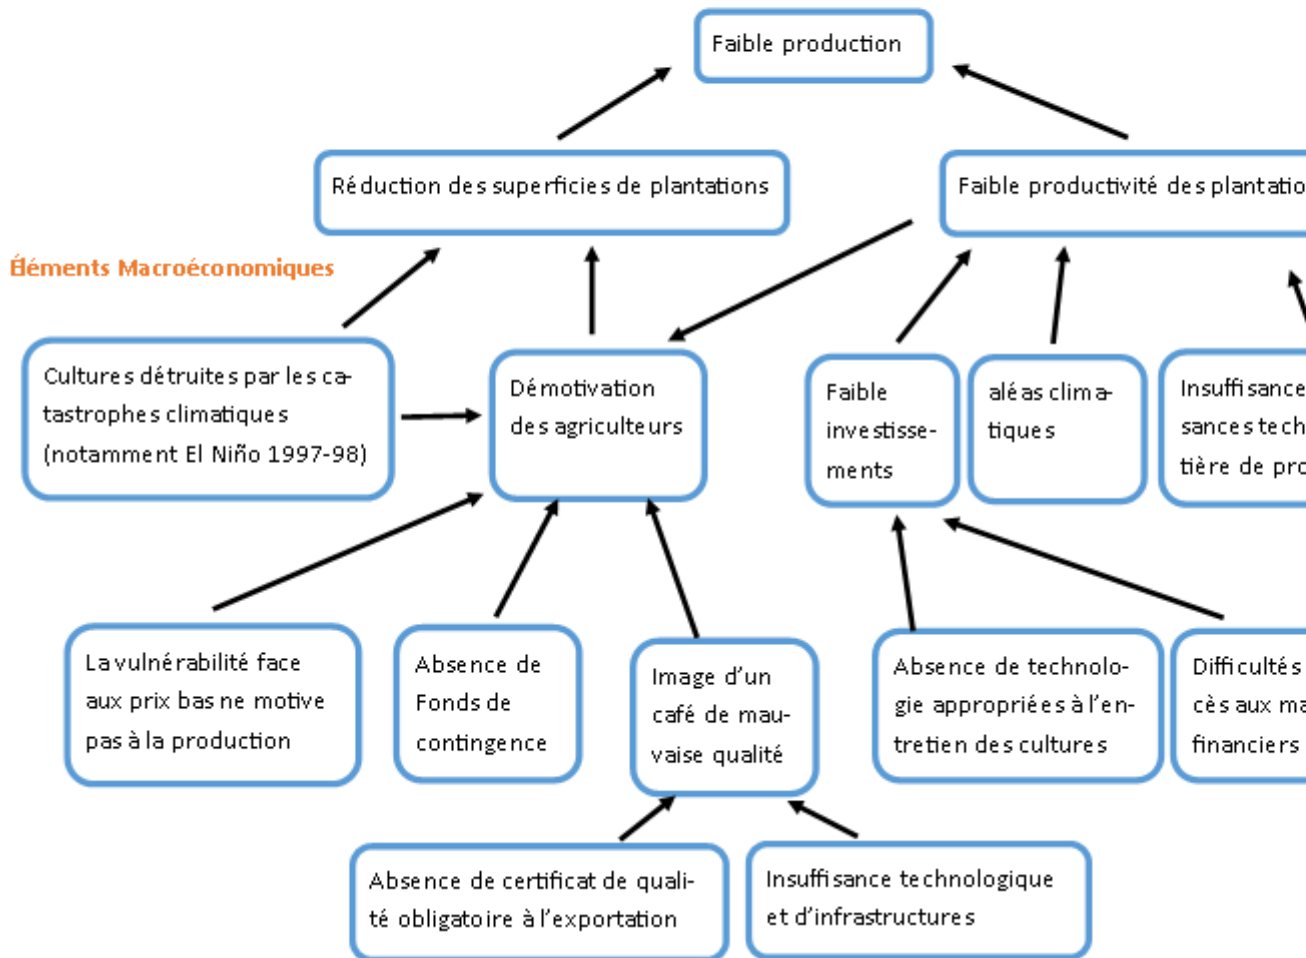 Faible production
Réduction des superficies de plantations
Faible productivité des
Éléments Macroéconomiques
Cultures détruites par les ca-
tastrophes climatiques
(notamment El Niño 1997-98)
Démotivation
des agriculteurs
Faible
investisse-
ments
aléas clima-
tiques
Insuffisance
sances
tière de
La vulnérabilité face
aux prix bas ne motive
pas à la production
Absence de
Fonds de
contingence
Image d'un
café de mau-
vaise qualité
Absence de technolo-
gie appropriées à l'en-
tretien des cultures
Difficultés
cès aux
financiers
Absence de certificat de quali-
té obligatoire à l'exportation
Insuffisance technologique
et d'infrastructures